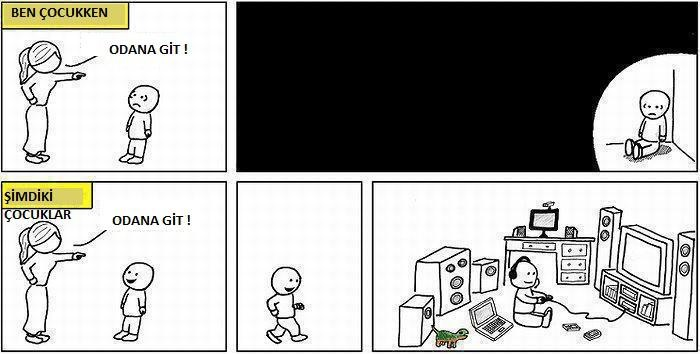 BEN ÇOCUKKEN
ODANA GİT !
ŞİMDİKİ
ÇOCUKLAR
ODANA GİT !